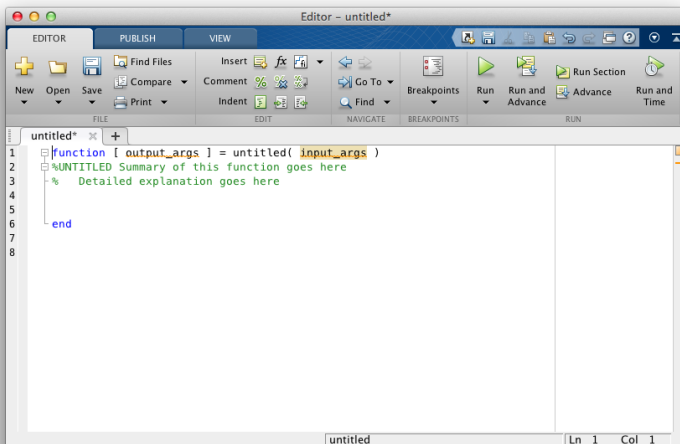 Editor – untitled*
EDITOR PUBLISH VIEW
Find Files Insert fx Go To Breakpoints Run Run and Advance Run Section Advance Run and Time
New Open Save Compare Comment
Print Indent Find
FILE EDIT NAVIGATE BREAKPOINTS RUN
untitled* × +
1 function [ output_args ] = untitled( input_args )
2 %UNTITLED Summary of this function goes here
3 % Detailed explanation goes here
4
5
6 end
7
8
untitled Ln 1 Col 1